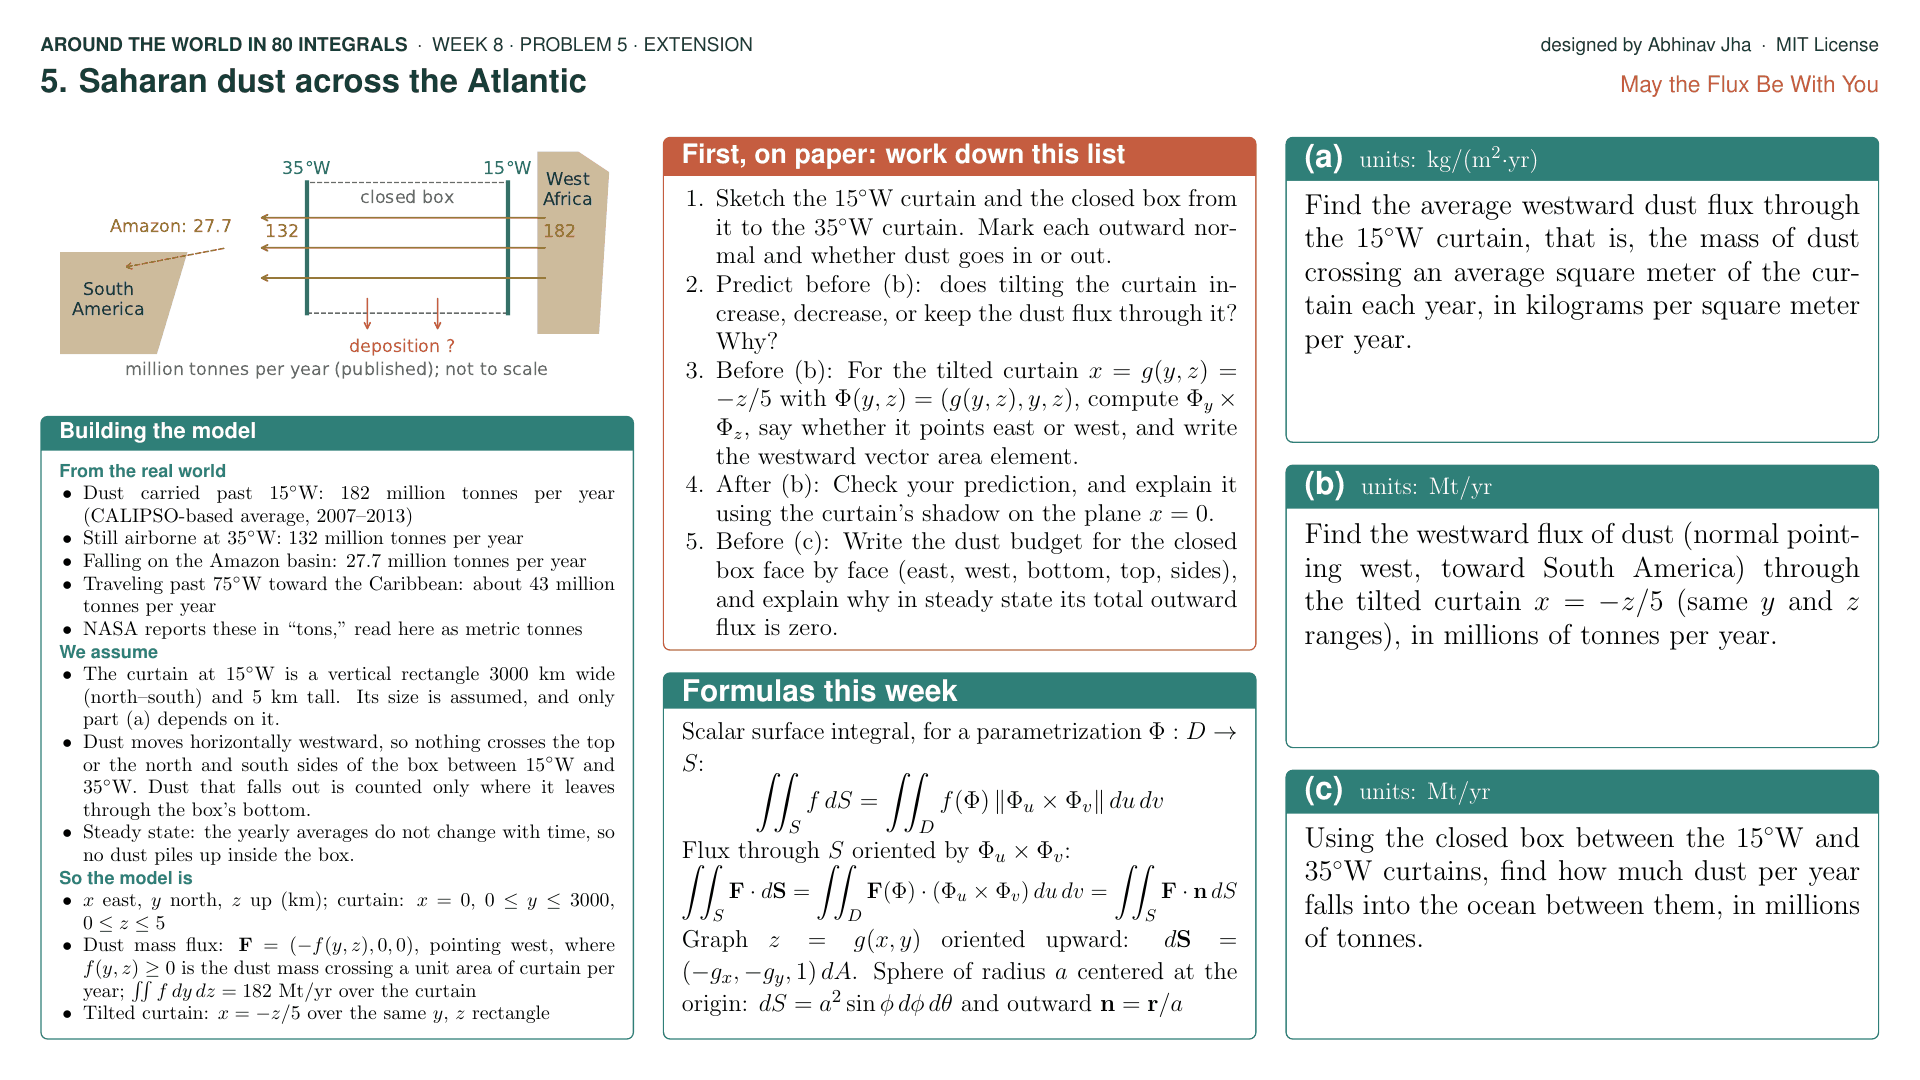 AROUND THE WORLD IN 80 INTEGRALS · WEEK 8 · PROBLEM 5 · EXTENSION
designed by Abhinav Jha · MIT License
5. Saharan dust across the Atlantic
May the Flux Be With You
35°W
15°W
West
Africa
closed box
Amazon: 27.7
132
182
South
America
deposition ?
million tonnes per year (published); not to scale
Building the model
From the real world
• Dust carried past 15°W: 182 million tonnes per year
(CALIPSO-based average, 2007–2013)
• Still airborne at 35°W: 132 million tonnes per year
• Falling on the Amazon basin: 27.7 million tonnes per year
• Traveling past 75°W toward the Caribbean: about 43 million
tonnes per year
• NASA reports these in “tons,” read here as metric tonnes
We assume
• The curtain at 15°W is a vertical rectangle 3000 km wide
(north–south) and 5 km tall. Its size is assumed, and only
part (a) depends on it.
• Dust moves horizontally westward, so nothing crosses the top
or the north and south sides of the box between 15°W and
35°W. Dust that falls out is counted only where it leaves
through the box’s bottom.
• Steady state: the yearly averages do not change with time, so
no dust piles up inside the box.
So the model is
• x east, y north, z up (km); curtain: x = 0, 0 ≤ y ≤ 3000,
0 ≤ z ≤ 5
• Dust mass flux: F = (−f(y, z), 0, 0), pointing west, where
f(y, z) ≥ 0 is the dust mass crossing a unit area of curtain per
year; ∬ f dy dz = 182 Mt/yr over the curtain
• Tilted curtain: x = −z/5 over the same y, z rectangle
First, on paper: work down this list
1. Sketch the 15°W curtain and the closed box from
it to the 35°W curtain. Mark each outward nor-
mal and whether dust goes in or out.
2. Predict before (b): does tilting the curtain in-
crease, decrease, or keep the dust flux through it?
Why?
3. Before (b): For the tilted curtain x = g(y, z) =
−z/5 with Φ(y, z) = (g(y, z), y, z), compute Φ_y ×
Φ_z, say whether it points east or west, and write
the westward vector area element.
4. After (b): Check your prediction, and explain it
using the curtain’s shadow on the plane x = 0.
5. Before (c): Write the dust budget for the closed
box face by face (east, west, bottom, top, sides),
and explain why in steady state its total outward
flux is zero.
Formulas this week
Scalar surface integral, for a parametrization Φ : D →
S:
∬_S f dS = ∬_D f(Φ) ‖Φ_u × Φ_v‖ du dv
Flux through S oriented by Φ_u × Φ_v:
∬_S F · dS = ∬_D F(Φ) · (Φ_u × Φ_v) du dv = ∬_S F · n dS
Graph z = g(x, y) oriented upward: dS =
(−g_x, −g_y, 1) dA. Sphere of radius a centered at the
origin: dS = a² sin ϕ dϕ dθ and outward n = r/a
(a) units: kg/(m²·yr)
Find the average westward dust flux through
the 15°W curtain, that is, the mass of dust
crossing an average square meter of the cur-
tain each year, in kilograms per square meter
per year.
(b) units: Mt/yr
Find the westward flux of dust (normal point-
ing west, toward South America) through
the tilted curtain x = −z/5 (same y and z
ranges), in millions of tonnes per year.
(c) units: Mt/yr
Using the closed box between the 15°W and
35°W curtains, find how much dust per year
falls into the ocean between them, in millions
of tonnes.